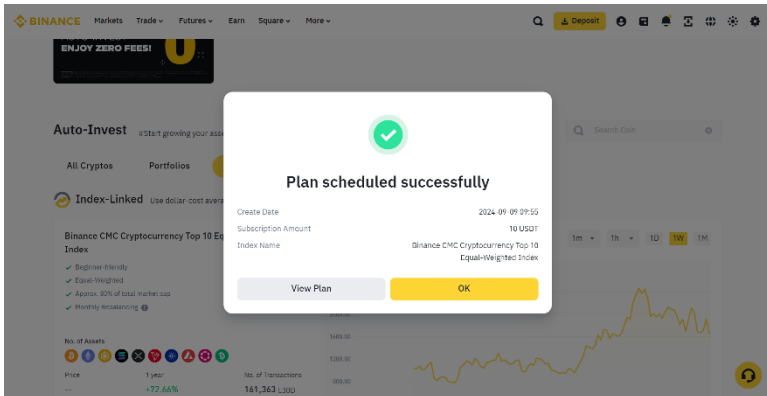 BINANCE Markets Trade Futures Earn Square More Deposit
ENJOY ZERO FEES!
Auto-Invest #Start growing your asse
Search Coin
All Cryptos Portfolios
Index-Linked Use dollar-cost avera
Plan scheduled successfully
Create Date 2024-09-09 09:55
Subscription Amount 10 USDT
Index Name Binance CMC Cryptocurrency Top 10
Equal-Weighted Index
View Plan OK
Binance CMC Cryptocurrency Top 10 Eq
Index
Beginner-friendly
Equal-Weighted
Approx. 80% of total market cap
Monthly Rebalancing
1m 1h 1D 1W 1M
No. of Assets
Price 1 year No. of Transactions
-- +72.66% 161,363 L30D
1600.00
1200.00
800.00